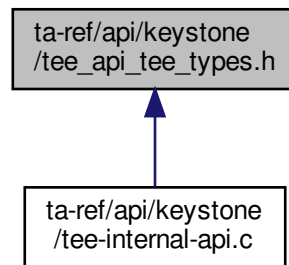 ta-ref/api/keystone
/tee_api_tee_types.h
ta-ref/api/keystone
/tee-internal-api.c